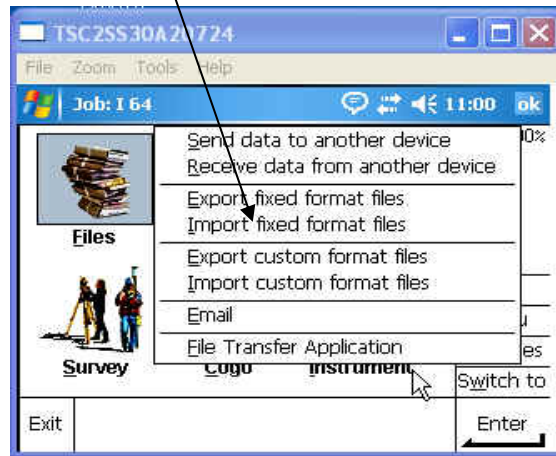 TSC2SS30A20724
File Zoom Tools Help
Job: I 64 11:00 ok
Send data to another device
Receive data from another device
Export fixed format files
Import fixed format files
Export custom format files
Import custom format files
Email
File Transfer Application
Files
Survey Cogo Instrument
Switch to
Exit Enter